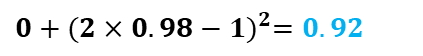 0 + (2 × 0.98 − 1)²= 0.92